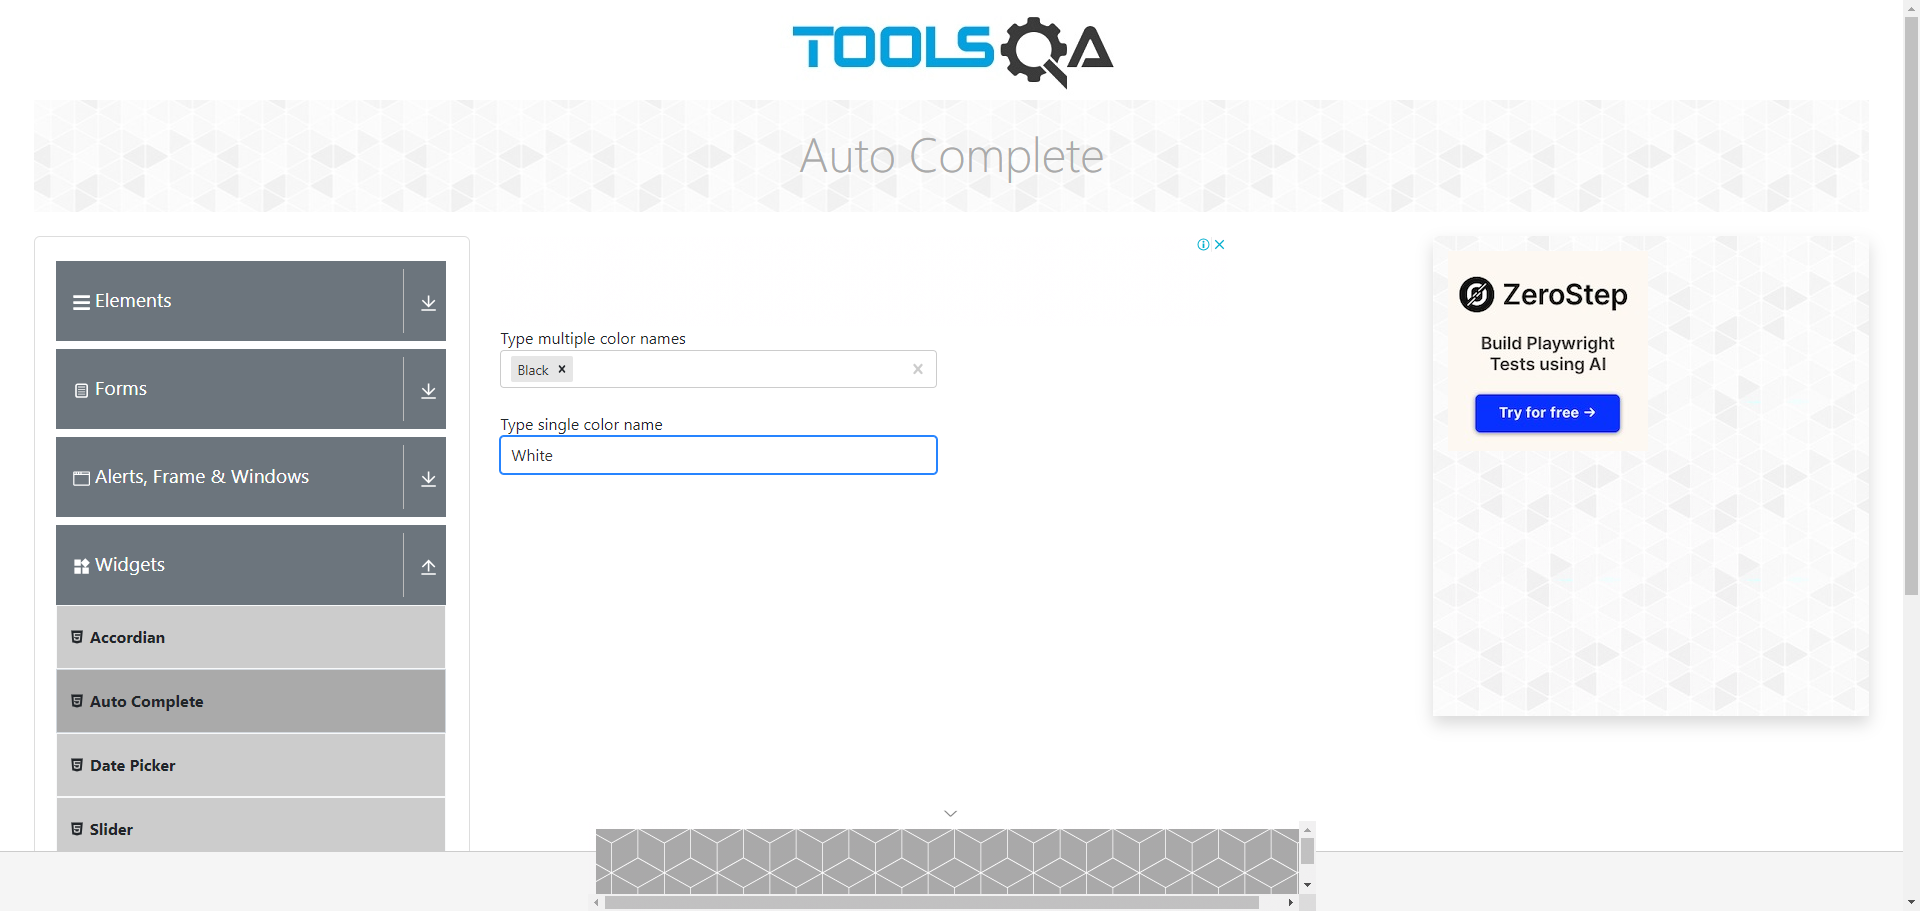 TOOLSQA
Auto Complete
Elements
Forms
Alerts, Frame & Windows
Widgets
Accordian
Auto Complete
Date Picker
Slider
Type multiple color names
Black
Type single color name
White
ZeroStep
Build Playwright
Tests using AI
Try for free →